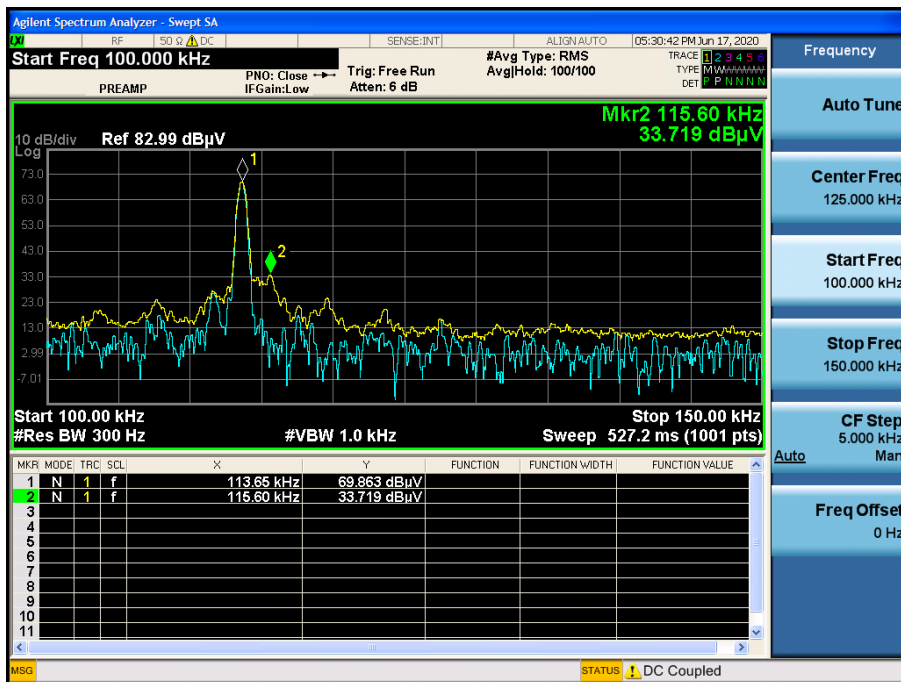 Agilent Spectrum Analyzer - Swept SA
LXI RF 50 Ω DC SENSE:INT ALIGN AUTO 05:30:42 PM Jun 17, 2020
Start Freq 100.000 kHz
PREAMP
PNO: Close
IFGain:Low
Trig: Free Run
Atten: 6 dB
#Avg Type: RMS
Avg|Hold: 100/100
TRACE 1 2 3 4 5 6
TYPE MWWWWW
DET P P N N N N
Mkr2 115.60 kHz
33.719 dBµV
10 dB/div Ref 82.99 dBµV
Log
73.0
63.0
53.0
43.0
33.0
23.0
13.0
2.99
-7.01
1
2
Start 100.00 kHz Stop 150.00 kHz
#Res BW 300 Hz #VBW 1.0 kHz Sweep 527.2 ms (1001 pts)
MKR MODE TRC SCL X Y FUNCTION FUNCTION WIDTH FUNCTION VALUE
1 N 1 f 113.65 kHz 69.863 dBµV
2 N 1 f 115.60 kHz 33.719 dBµV
3
4
5
6
7
8
9
10
11
MSG STATUS DC Coupled
Frequency
Auto Tune
Center Freq
125.000 kHz
Start Freq
100.000 kHz
Stop Freq
150.000 kHz
CF Step
5.000 kHz
Auto Man
Freq Offset
0 Hz